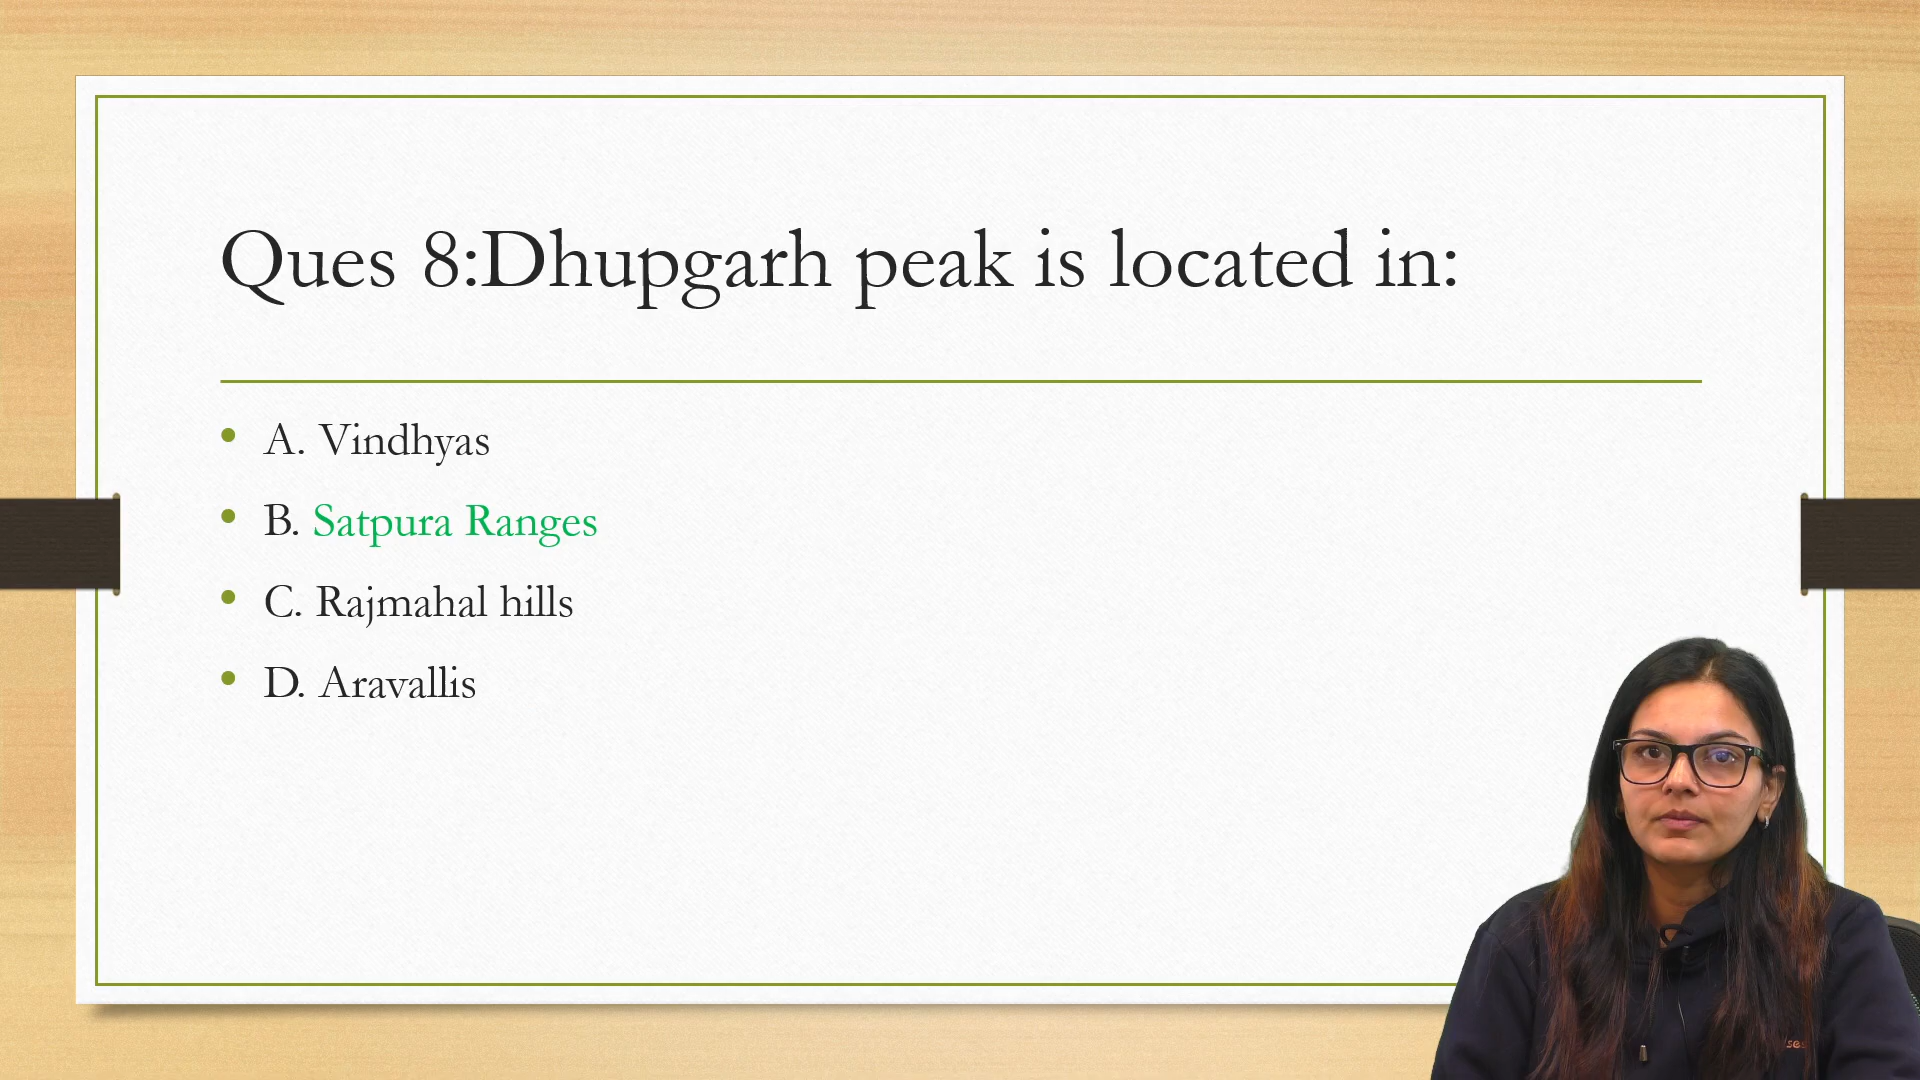 Ques 8:Dhupgarh peak is located in:
A. Vindhyas
B. Satpura Ranges
C. Rajmahal hills
D. Aravallis